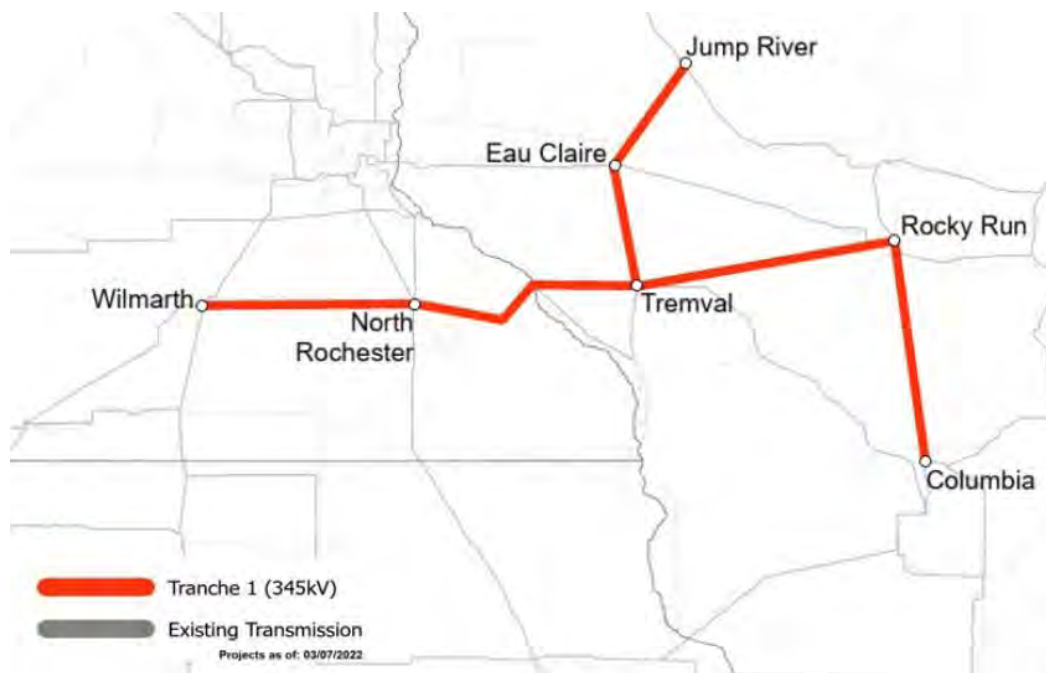 Jump River
Eau Claire
Rocky Run
Wilmarth
North
Rochester
Tremval
Columbia
Tranche 1 (345kV)
Existing Transmission
Projects as of: 03/07/2022